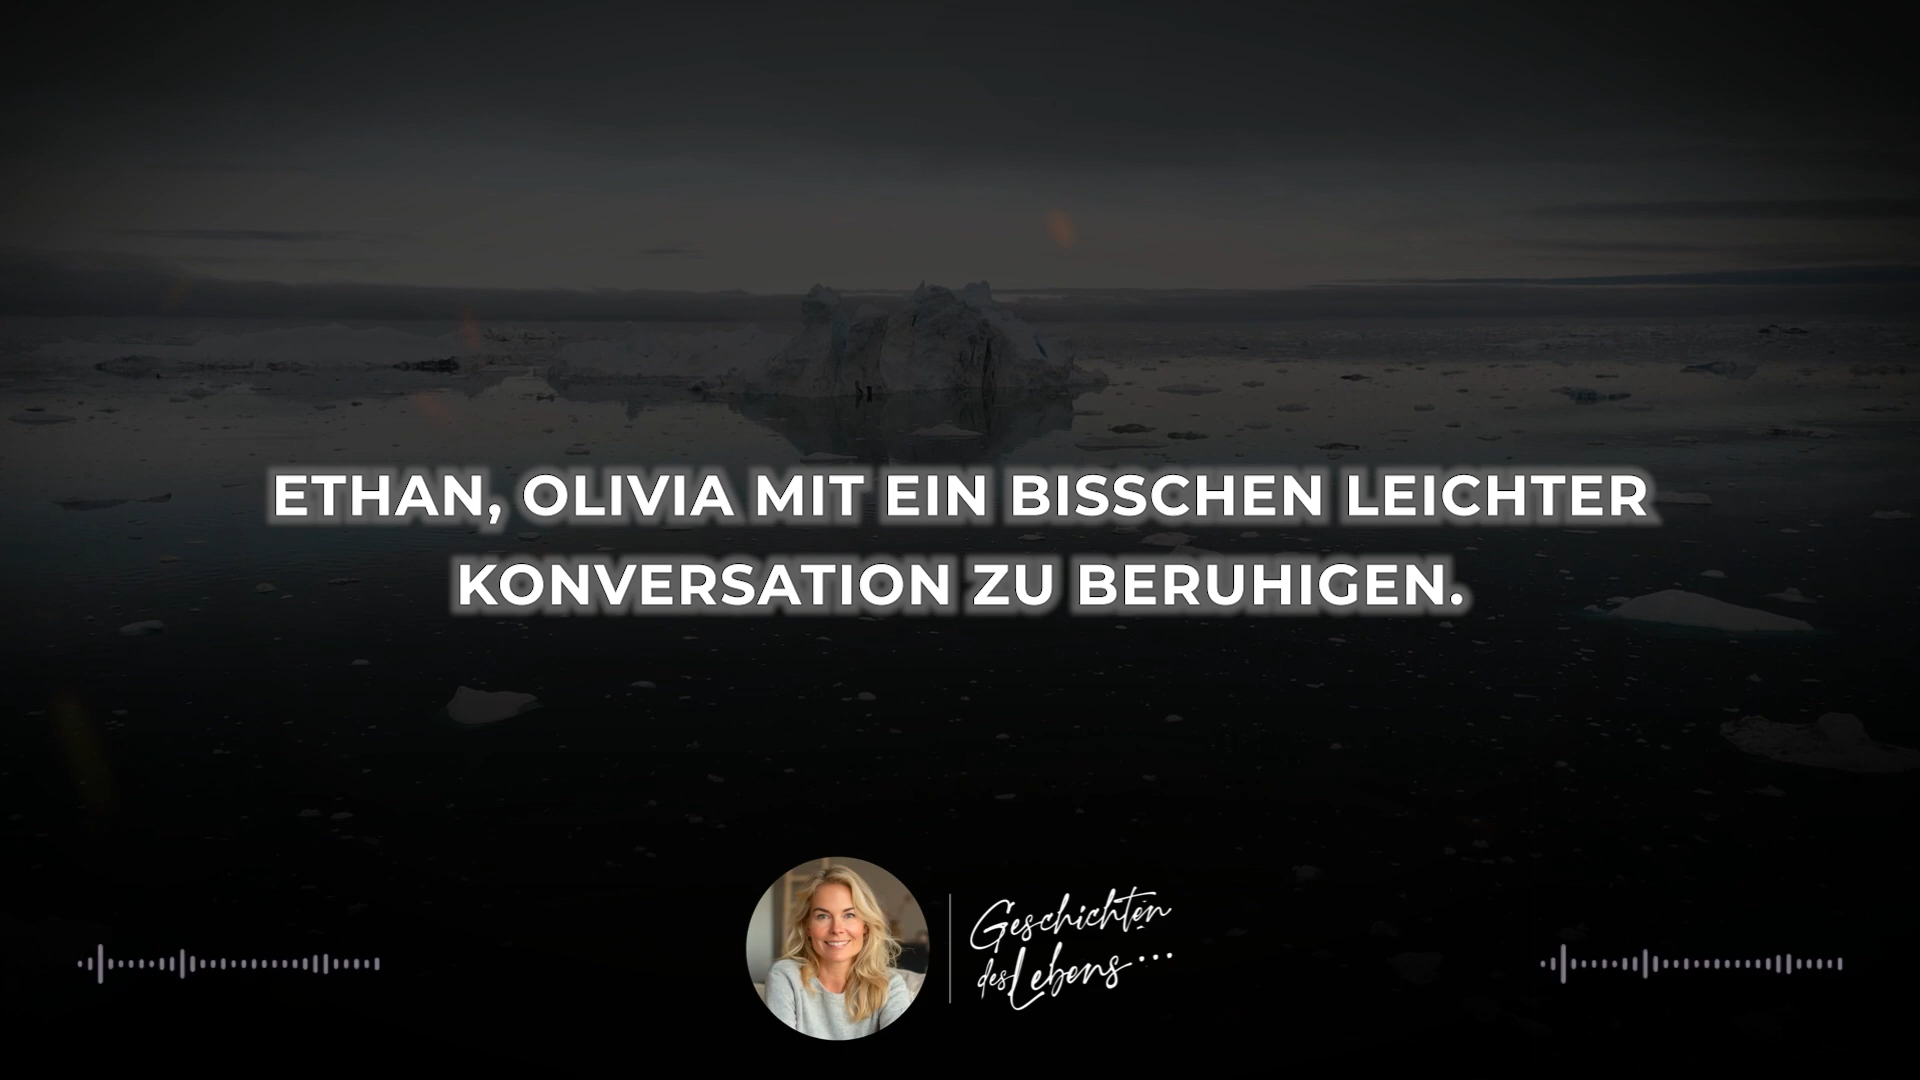 ETHAN, OLIVIA MIT EIN BISSCHEN LEICHTER
KONVERSATION ZU BERUHIGEN.
Geschichten
des Lebens...